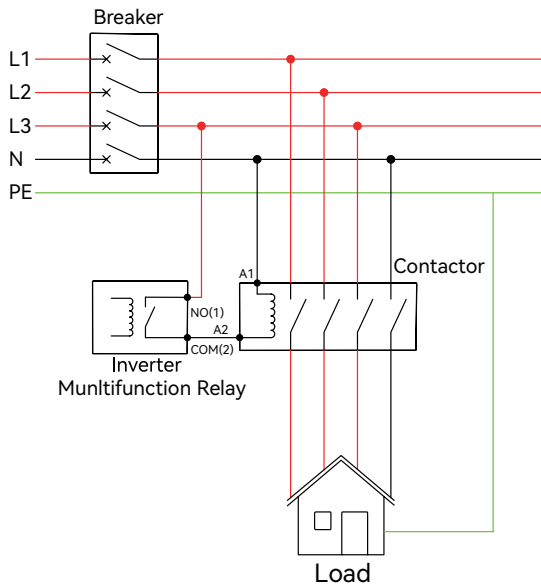 Breaker
L1
L2
L3
N
PE
A1
Contactor
NO(1)
A2
COM(2)
Inverter
Munltifunction Relay
Load